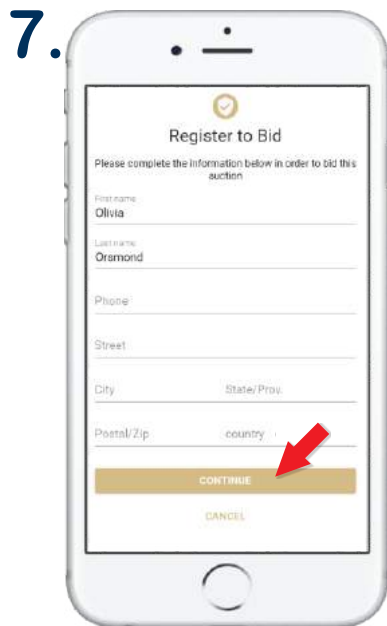 7.
Register to Bid
Please complete the information below in order to bid this
auction
First name
Olivia
Last name
Orsmond
Phone
Street
City State/Prov.
Postal/Zip country
CONTINUE
CANCEL